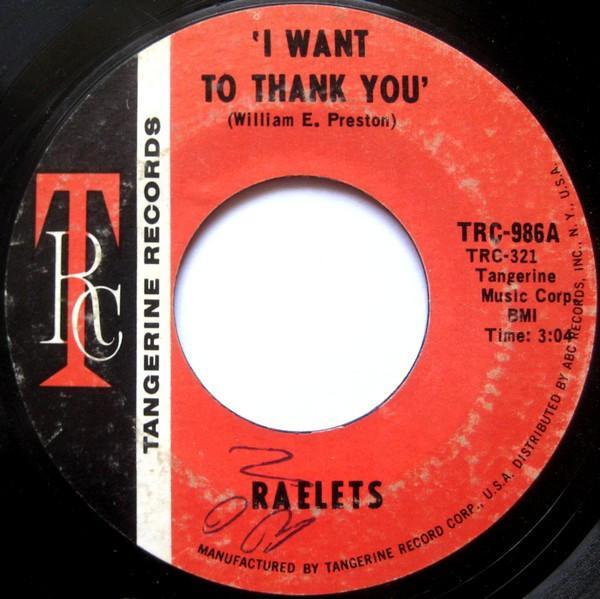 'I WANT
TO THANK YOU'
(William E. Preston)
TRC
TANGERINE RECORDS
TRC-986A
TRC-321
Tangerine
Music Corp.
BMI
Time: 3:04
RAELETS
MANUFACTURED BY TANGERINE RECORD CORP., U.S.A. DISTRIBUTED BY ABC RECORDS, INC., N. Y., U.S.A.